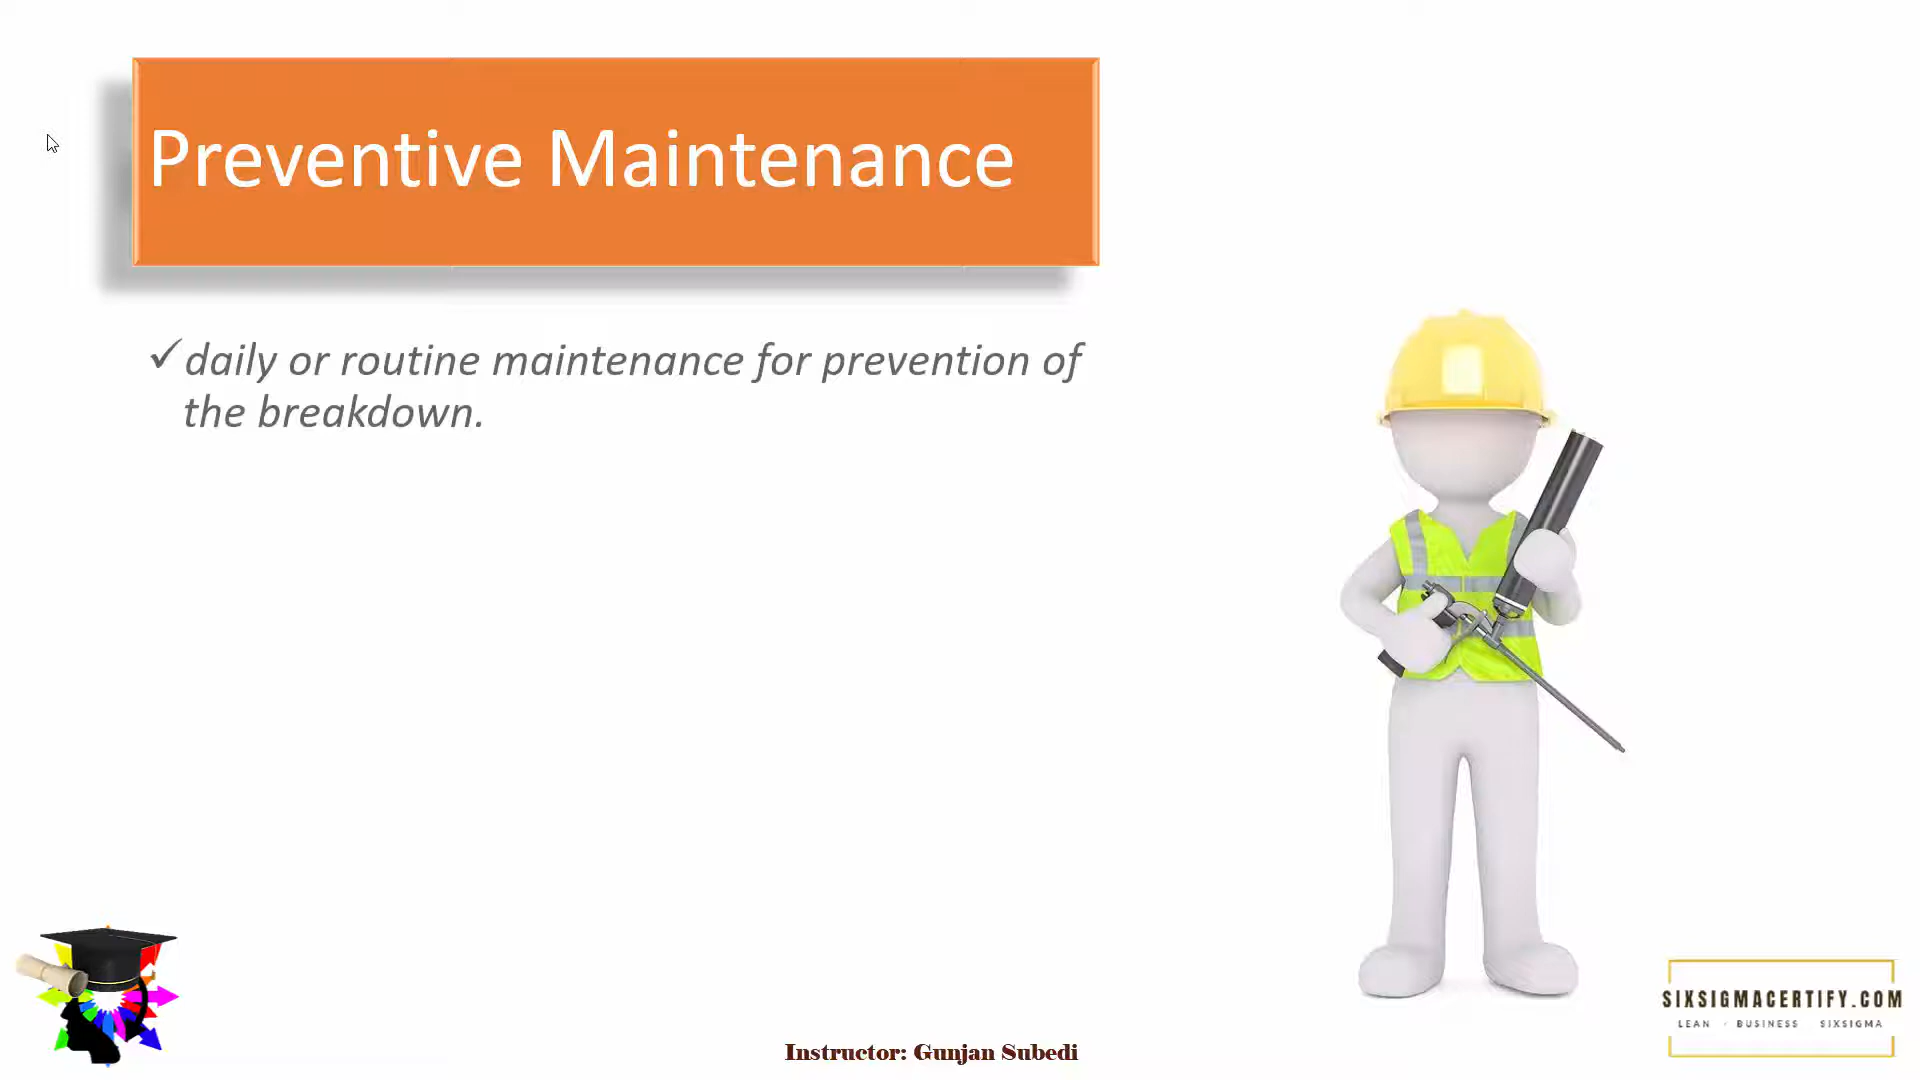 Preventive Maintenance
✓daily or routine maintenance for prevention of
the breakdown.
SIXSIGMACERTIFY.COM
LEAN BUSINESS SIXSIGMA
Instructor: Gunjan Subedi